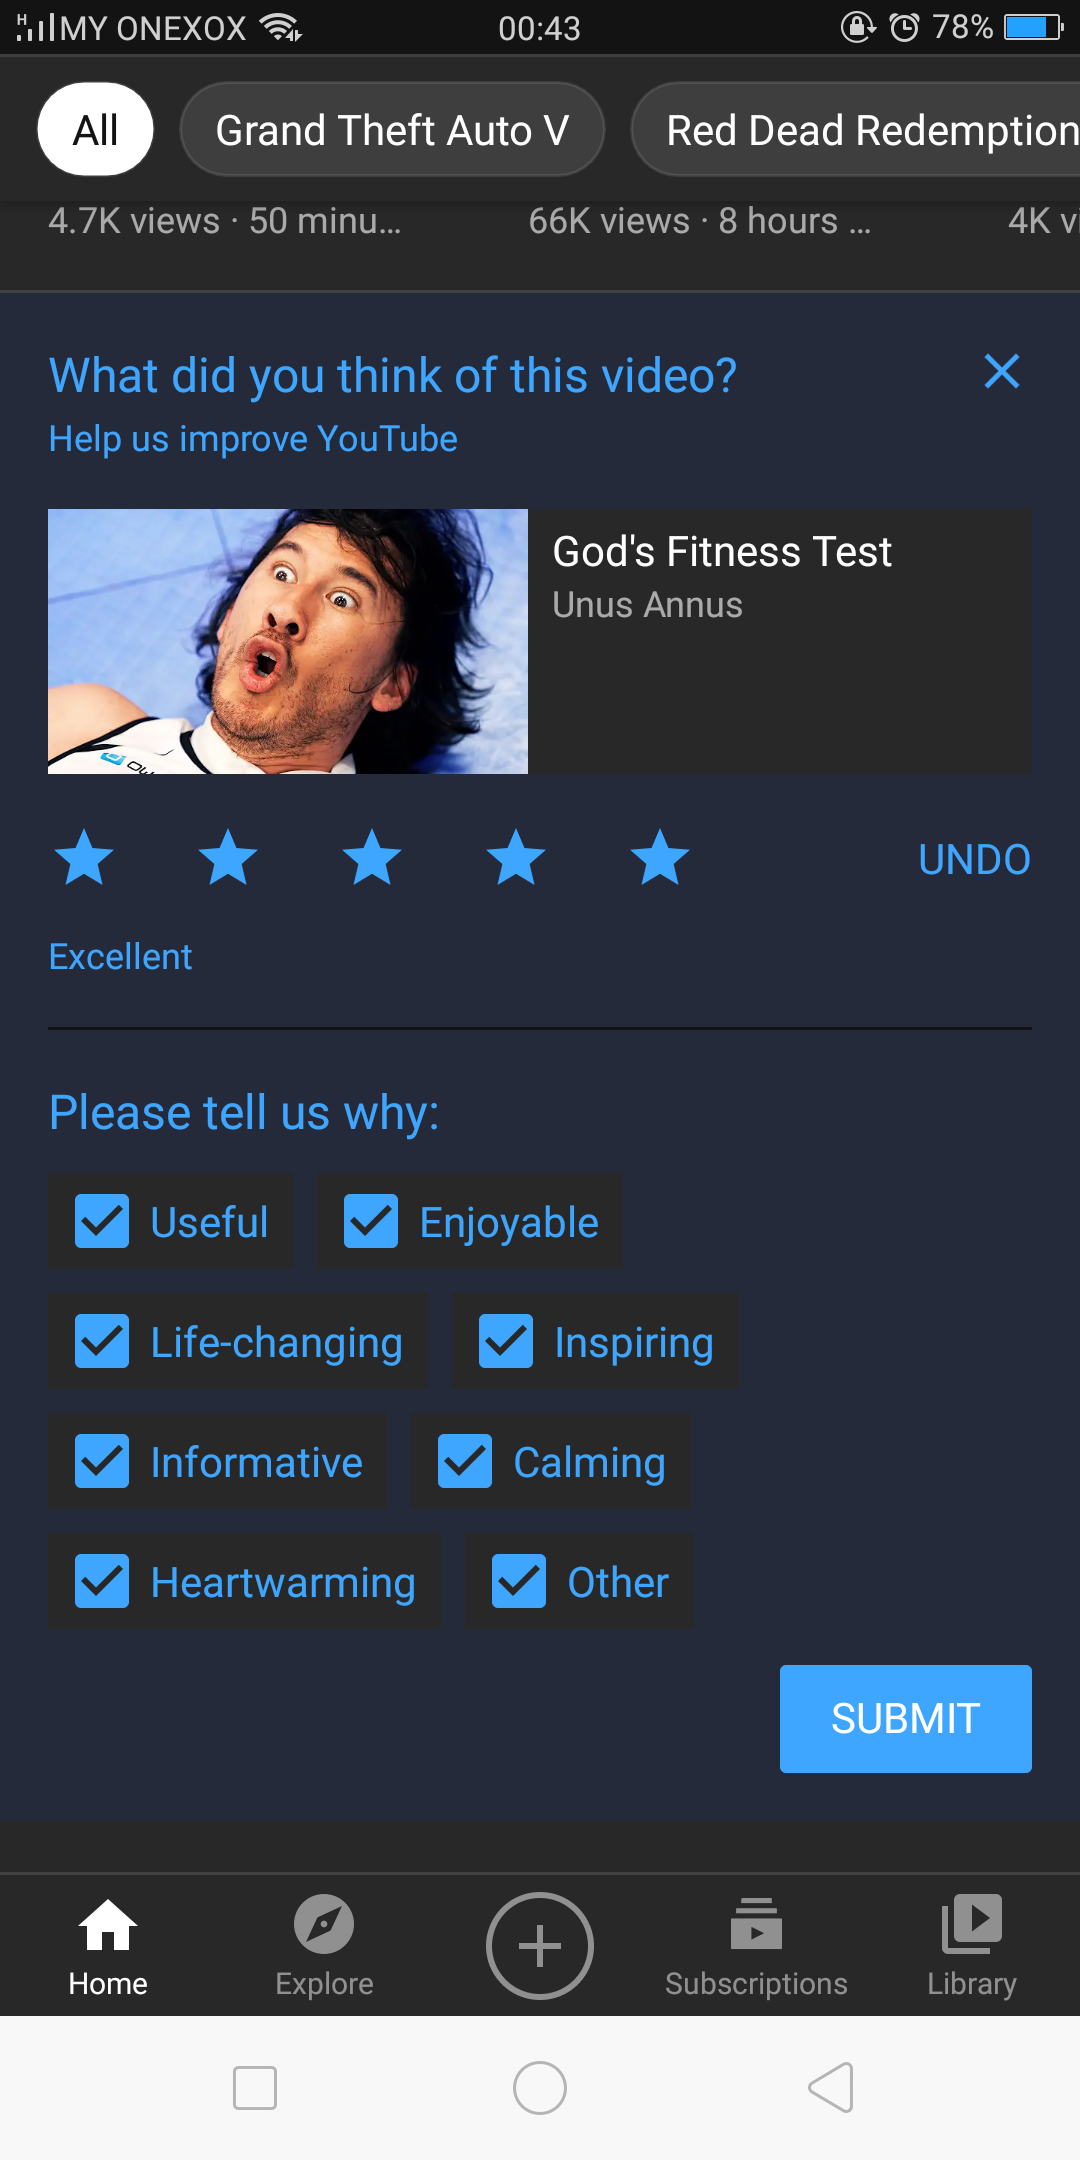 H MY ONEXOX 00:43 78%
All Grand Theft Auto V Red Dead Redemption
4.7K views · 50 minu... 66K views · 8 hours ... 4K vi
What did you think of this video?
Help us improve YouTube
God's Fitness Test
Unus Annus
UNDO
Excellent
Please tell us why:
Useful Enjoyable
Life-changing Inspiring
Informative Calming
Heartwarming Other
SUBMIT
Home Explore Subscriptions Library